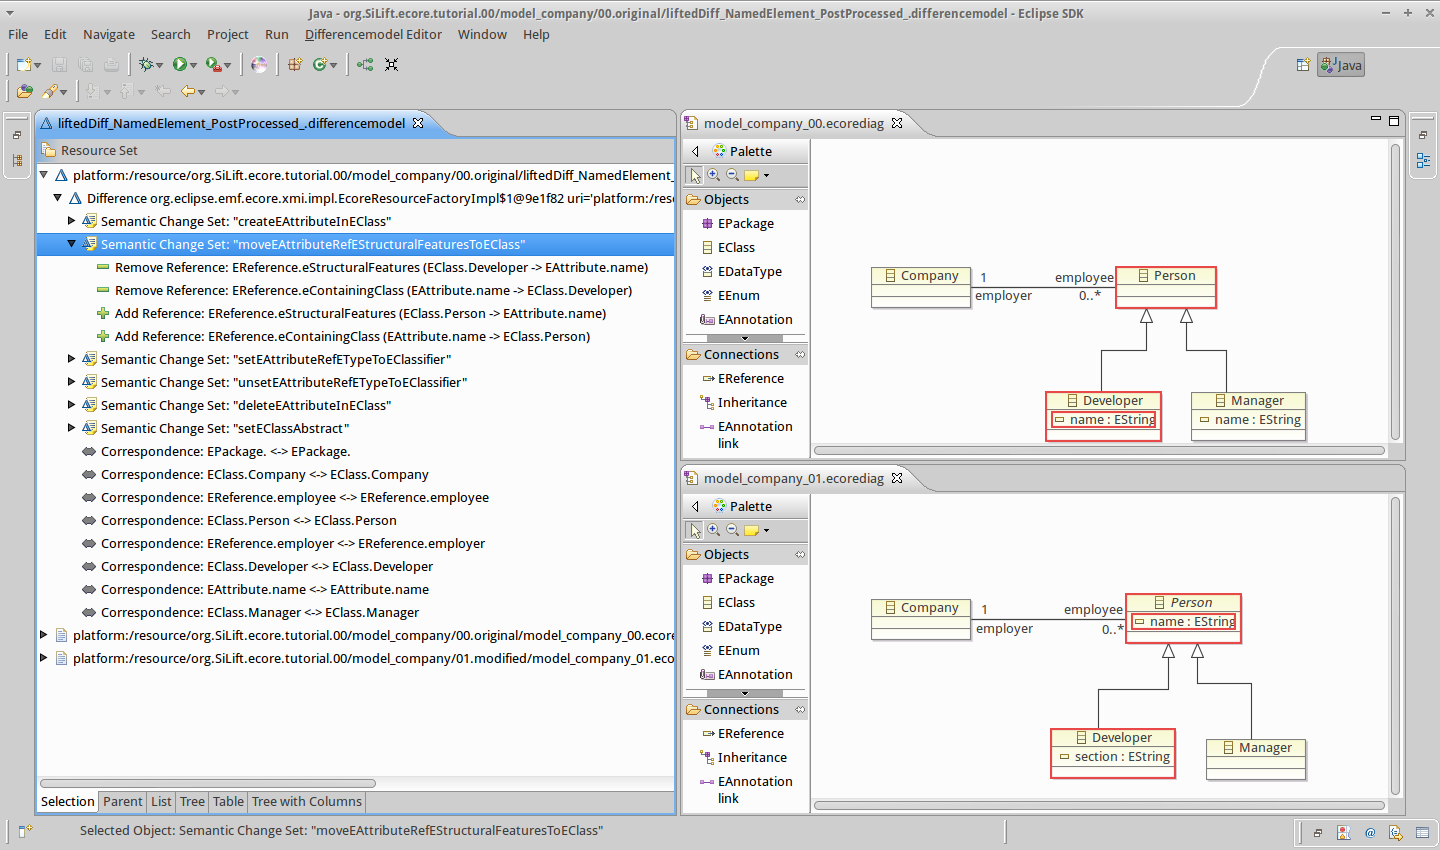 Java - org.SiLift.ecore.tutorial.00/model_company/00.original/liftedDiff_NamedElement_PostProcessed_.differencemodel - Eclipse SDK
File Edit Navigate Search Project Run Differencemodel Editor Window Help
Java
liftedDiff_NamedElement_PostProcessed_.differencemodel
Resource Set
platform:/resource/org.SiLift.ecore.tutorial.00/model_company/00.original/liftedDiff_NamedElement_
Difference org.eclipse.emf.ecore.xmi.impl.EcoreResourceFactoryImpl$1@9e1f82 uri='platform:/reso
Semantic Change Set: "createEAttributeInEClass"
Semantic Change Set: "moveEAttributeRefEStructuralFeaturesToEClass"
Remove Reference: EReference.eStructuralFeatures (EClass.Developer -> EAttribute.name)
Remove Reference: EReference.eContainingClass (EAttribute.name -> EClass.Developer)
Add Reference: EReference.eStructuralFeatures (EClass.Person -> EAttribute.name)
Add Reference: EReference.eContainingClass (EAttribute.name -> EClass.Person)
Semantic Change Set: "setEAttributeRefETypeToEClassifier"
Semantic Change Set: "unsetEAttributeRefETypeToEClassifier"
Semantic Change Set: "deleteEAttributeInEClass"
Semantic Change Set: "setEClassAbstract"
Correspondence: EPackage. <-> EPackage.
Correspondence: EClass.Company <-> EClass.Company
Correspondence: EReference.employee <-> EReference.employee
Correspondence: EClass.Person <-> EClass.Person
Correspondence: EReference.employer <-> EReference.employer
Correspondence: EClass.Developer <-> EClass.Developer
Correspondence: EAttribute.name <-> EAttribute.name
Correspondence: EClass.Manager <-> EClass.Manager
platform:/resource/org.SiLift.ecore.tutorial.00/model_company/00.original/model_company_00.ecore
platform:/resource/org.SiLift.ecore.tutorial.00/model_company/01.modified/model_company_01.eco
Selection Parent List Tree Table Tree with Columns
model_company_00.ecorediag
Palette
Objects
EPackage
EClass
EDataType
EEnum
EAnnotation
Connections
EReference
Inheritance
EAnnotation
link
Company
1
employee
employer
0..*
Person
Developer
name : EString
Manager
name : EString
model_company_01.ecorediag
Palette
Objects
EPackage
EClass
EDataType
EEnum
EAnnotation
Connections
EReference
Inheritance
EAnnotation
link
Company
1
employee
employer
0..*
Person
name : EString
Developer
section : EString
Manager
Selected Object: Semantic Change Set: "moveEAttributeRefEStructuralFeaturesToEClass"